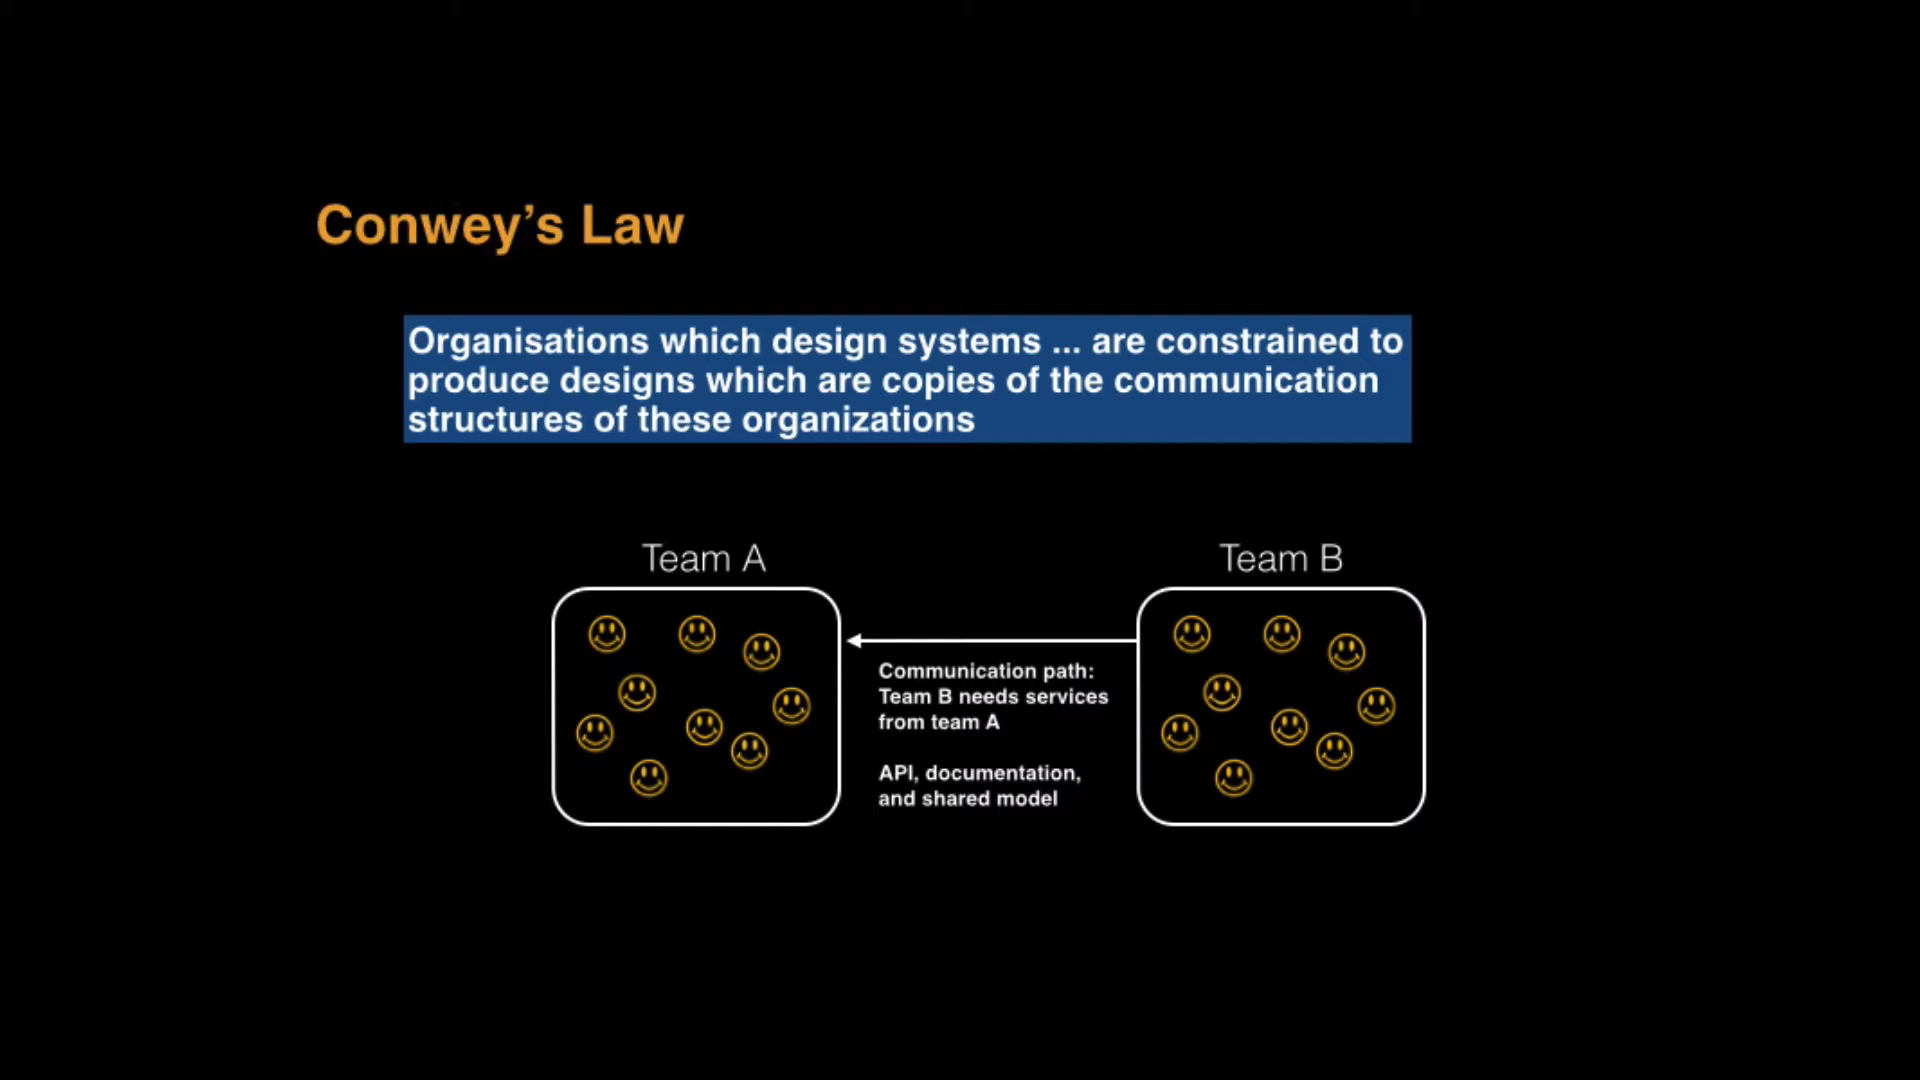 Conwey’s Law
Organisations which design systems ... are constrained to
produce designs which are copies of the communication
structures of these organizations
Team A
Team B
Communication path:
Team B needs services
from team A
API, documentation,
and shared model